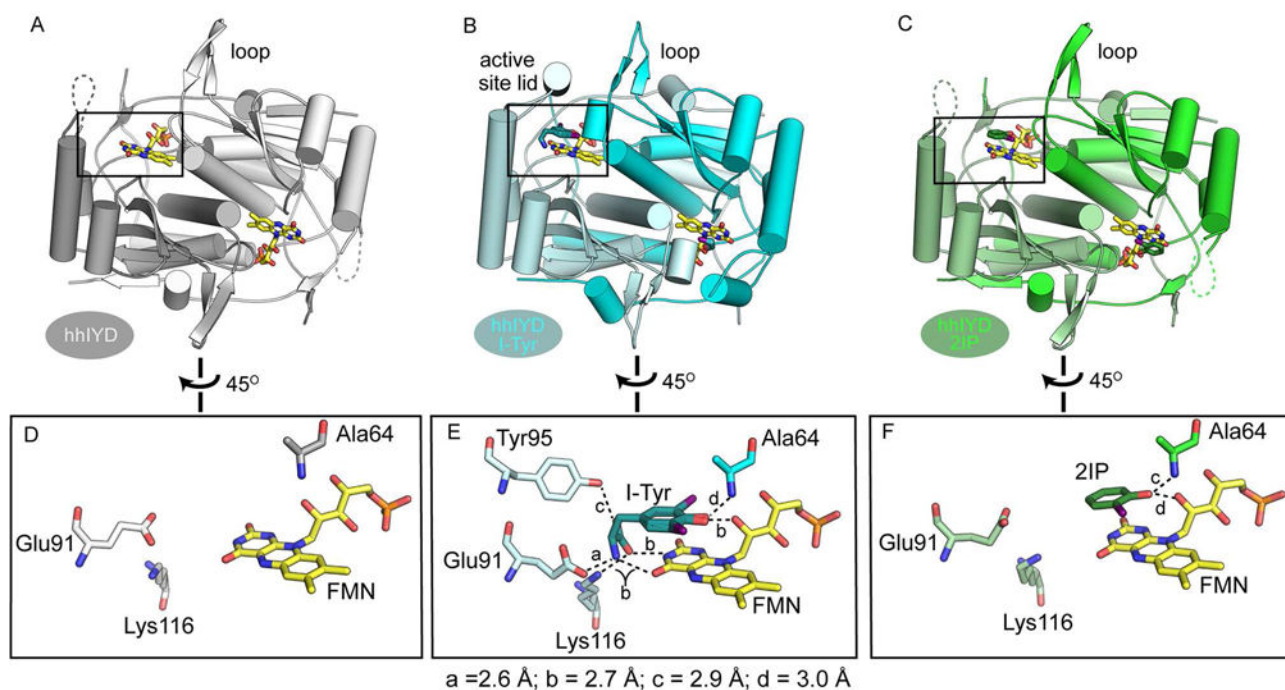 A
loop
hhIYD
45°
B
active
site lid
loop
hhIYD
I-Tyr
45°
C
loop
hhIYD
2IP
45°
D
Ala64
Glu91
Lys116
FMN
E
Tyr95
Ala64
I-Tyr
d
c
b
Glu91
a
b
b
Lys116
FMN
F
Ala64
2IP
c
d
Glu91
Lys116
FMN
a =2.6 Å; b = 2.7 Å; c = 2.9 Å; d = 3.0 Å